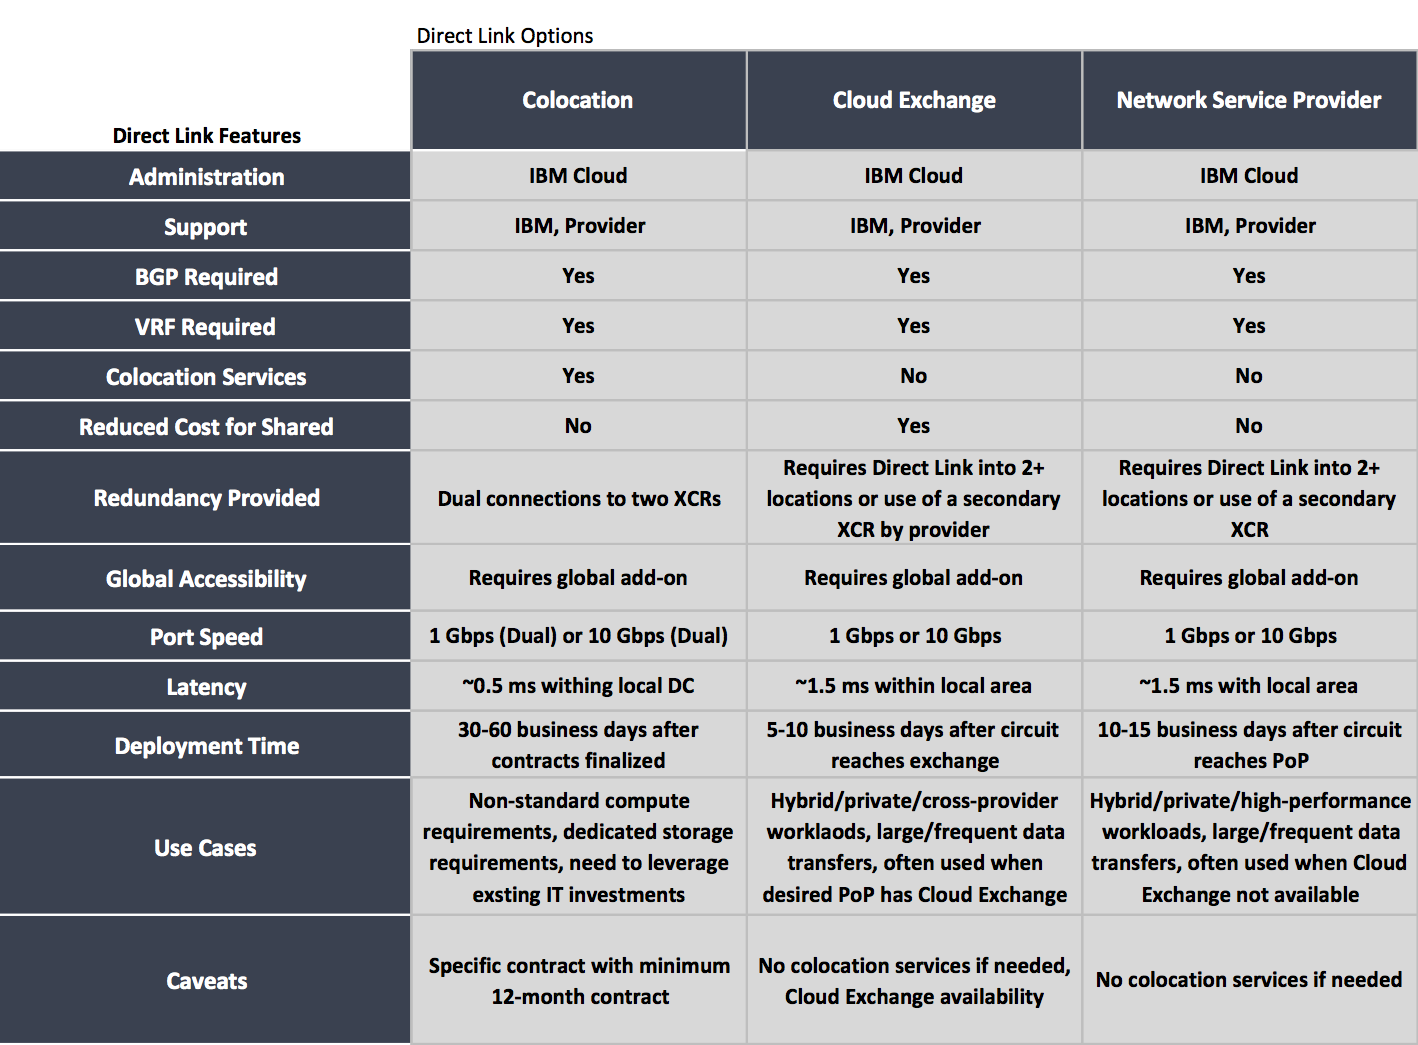 Direct Link Options
Direct Link Features
Colocation
Cloud Exchange
Network Service Provider
Administration
IBM Cloud
IBM Cloud
IBM Cloud
Support
IBM, Provider
IBM, Provider
IBM, Provider
BGP Required
Yes
Yes
Yes
VRF Required
Yes
Yes
Yes
Colocation Services
Yes
No
No
Reduced Cost for Shared
No
Yes
No
Redundancy Provided
Dual connections to two XCRs
Requires Direct Link into 2+
locations or use of a secondary
XCR by provider
Requires Direct Link into 2+
locations or use of a secondary
XCR
Global Accessibility
Requires global add-on
Requires global add-on
Requires global add-on
Port Speed
1 Gbps (Dual) or 10 Gbps (Dual)
1 Gbps or 10 Gbps
1 Gbps or 10 Gbps
Latency
~0.5 ms withing local DC
~1.5 ms within local area
~1.5 ms with local area
Deployment Time
30-60 business days after
contracts finalized
5-10 business days after circuit
reaches exchange
10-15 business days after circuit
reaches PoP
Use Cases
Non-standard compute
requirements, dedicated storage
requirements, need to leverage
exsting IT investments
Hybrid/private/cross-provider
worklaods, large/frequent data
transfers, often used when
desired PoP has Cloud Exchange
Hybrid/private/high-performance
workloads, large/frequent data
transfers, often used when Cloud
Exchange not available
Caveats
Specific contract with minimum
12-month contract
No colocation services if needed,
Cloud Exchange availability
No colocation services if needed